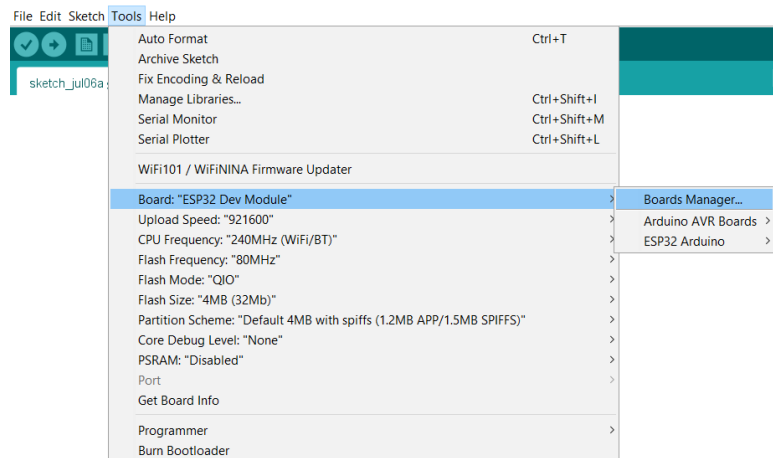 File Edit Sketch Tools Help
sketch_jul06a
Auto Format Ctrl+T
Archive Sketch
Fix Encoding & Reload
Manage Libraries... Ctrl+Shift+I
Serial Monitor Ctrl+Shift+M
Serial Plotter Ctrl+Shift+L
WiFi101 / WiFiNINA Firmware Updater
Board: "ESP32 Dev Module"
Boards Manager...
Upload Speed: "921600"
Arduino AVR Boards
CPU Frequency: "240MHz (WiFi/BT)"
ESP32 Arduino
Flash Frequency: "80MHz"
Flash Mode: "QIO"
Flash Size: "4MB (32Mb)"
Partition Scheme: "Default 4MB with spiffs (1.2MB APP/1.5MB SPIFFS)"
Core Debug Level: "None"
PSRAM: "Disabled"
Port
Get Board Info
Programmer
Burn Bootloader